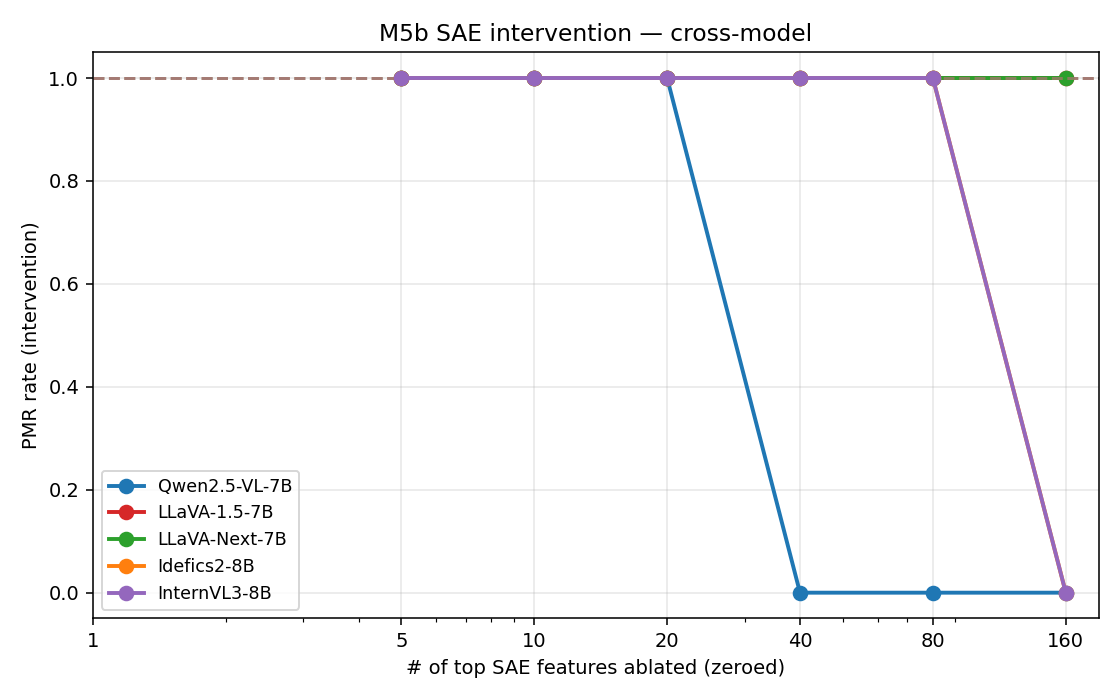 M5b SAE intervention — cross-model
PMR rate (intervention)
1.0
0.8
0.6
0.4
0.2
0.0
Qwen2.5-VL-7B
LLaVA-1.5-7B
LLaVA-Next-7B
Idefics2-8B
InternVL3-8B
1 5 10 20 40 80 160
# of top SAE features ablated (zeroed)